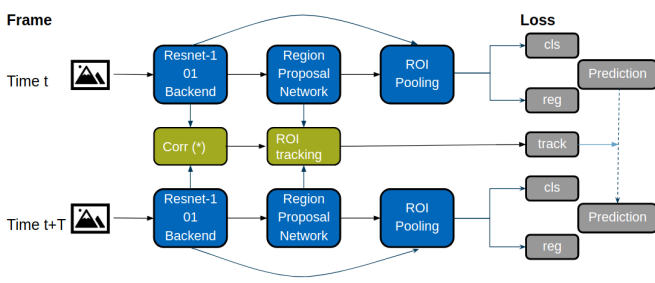 Frame
Loss
Time t
Resnet-1
01
Backend
Region
Proposal
Network
ROI
Pooling
cls
reg
Prediction
Corr (*)
ROI
tracking
track
Time t+T
Resnet-1
01
Backend
Region
Proposal
Network
ROI
Pooling
cls
reg
Prediction